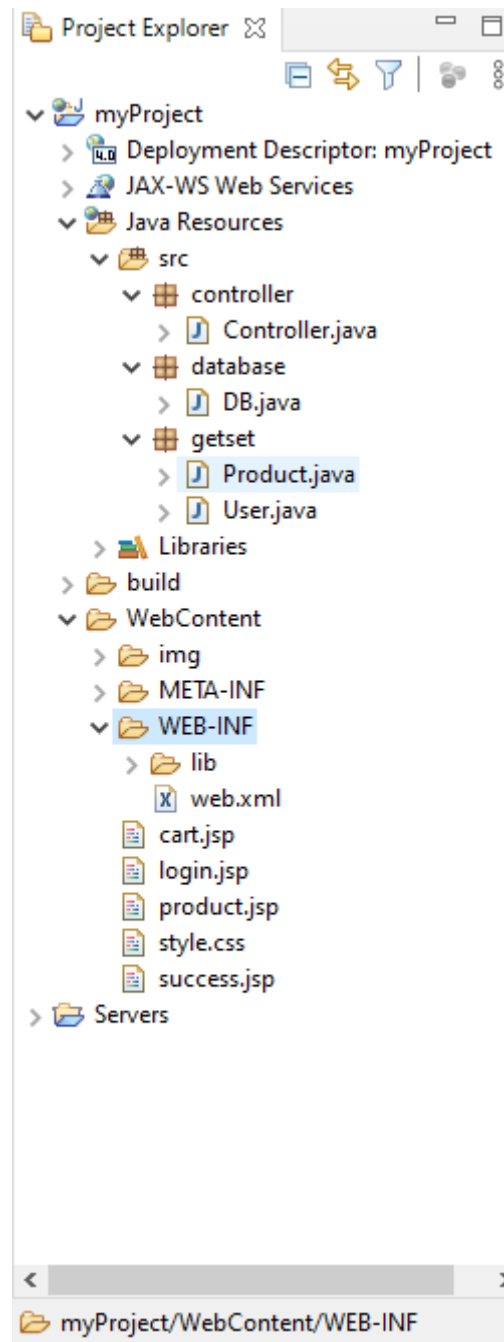 Project Explorer
myProject
4.0 Deployment Descriptor: myProject
JAX-WS Web Services
Java Resources
src
controller
J Controller.java
database
J DB.java
getset
J Product.java
J User.java
Libraries
build
WebContent
img
META-INF
WEB-INF
lib
X web.xml
cart.jsp
login.jsp
product.jsp
style.css
success.jsp
Servers
myProject/WebContent/WEB-INF